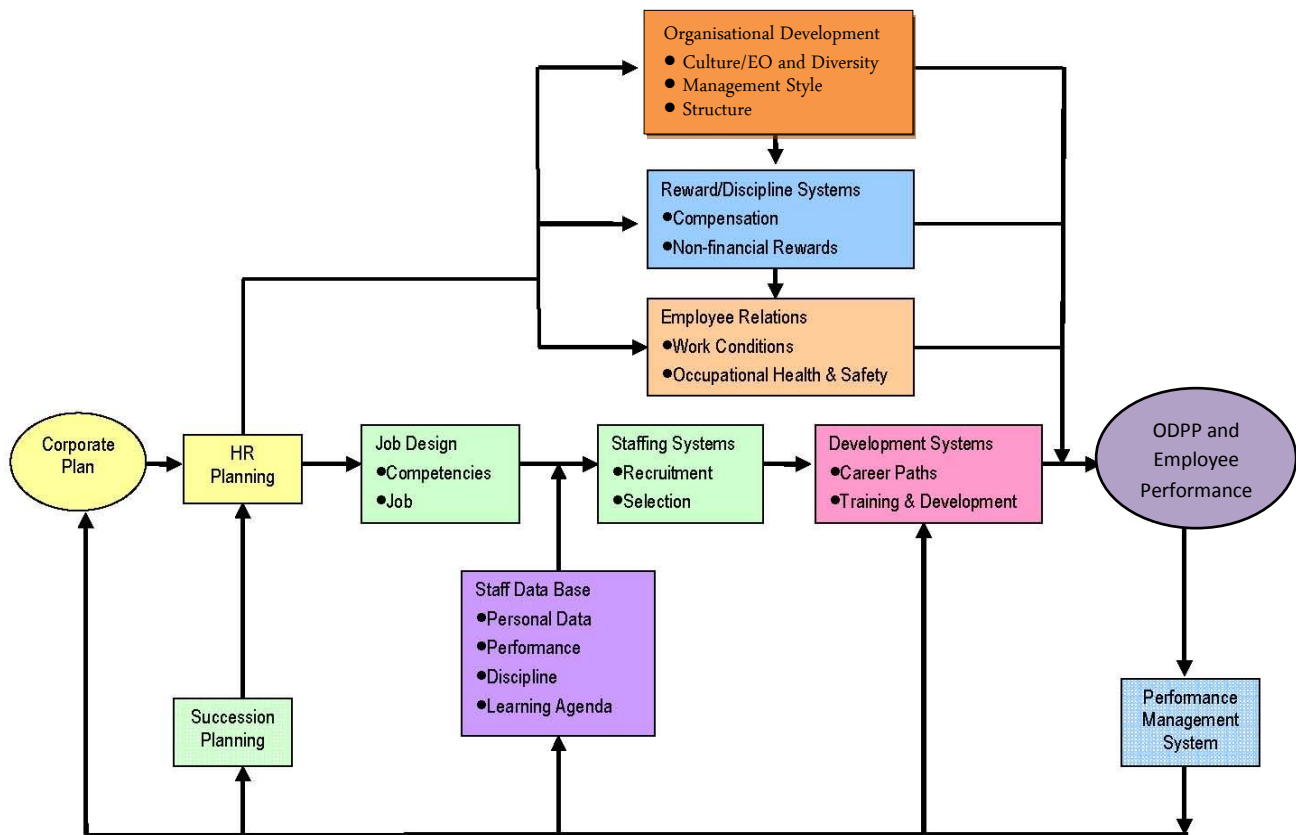 Organisational Development
● Culture/EO and Diversity
● Management Style
● Structure
Reward/Discipline Systems
●Compensation
●Non-financial Rewards
Employee Relations
●Work Conditions
●Occupational Health & Safety
Corporate
Plan
HR
Planning
Job Design
●Competencies
●Job
Staffing Systems
●Recruitment
●Selection
Development Systems
●Career Paths
●Training & Development
ODPP and
Employee
Performance
Staff Data Base
●Personal Data
●Performance
●Discipline
●Learning Agenda
Succession
Planning
Performance
Management
System